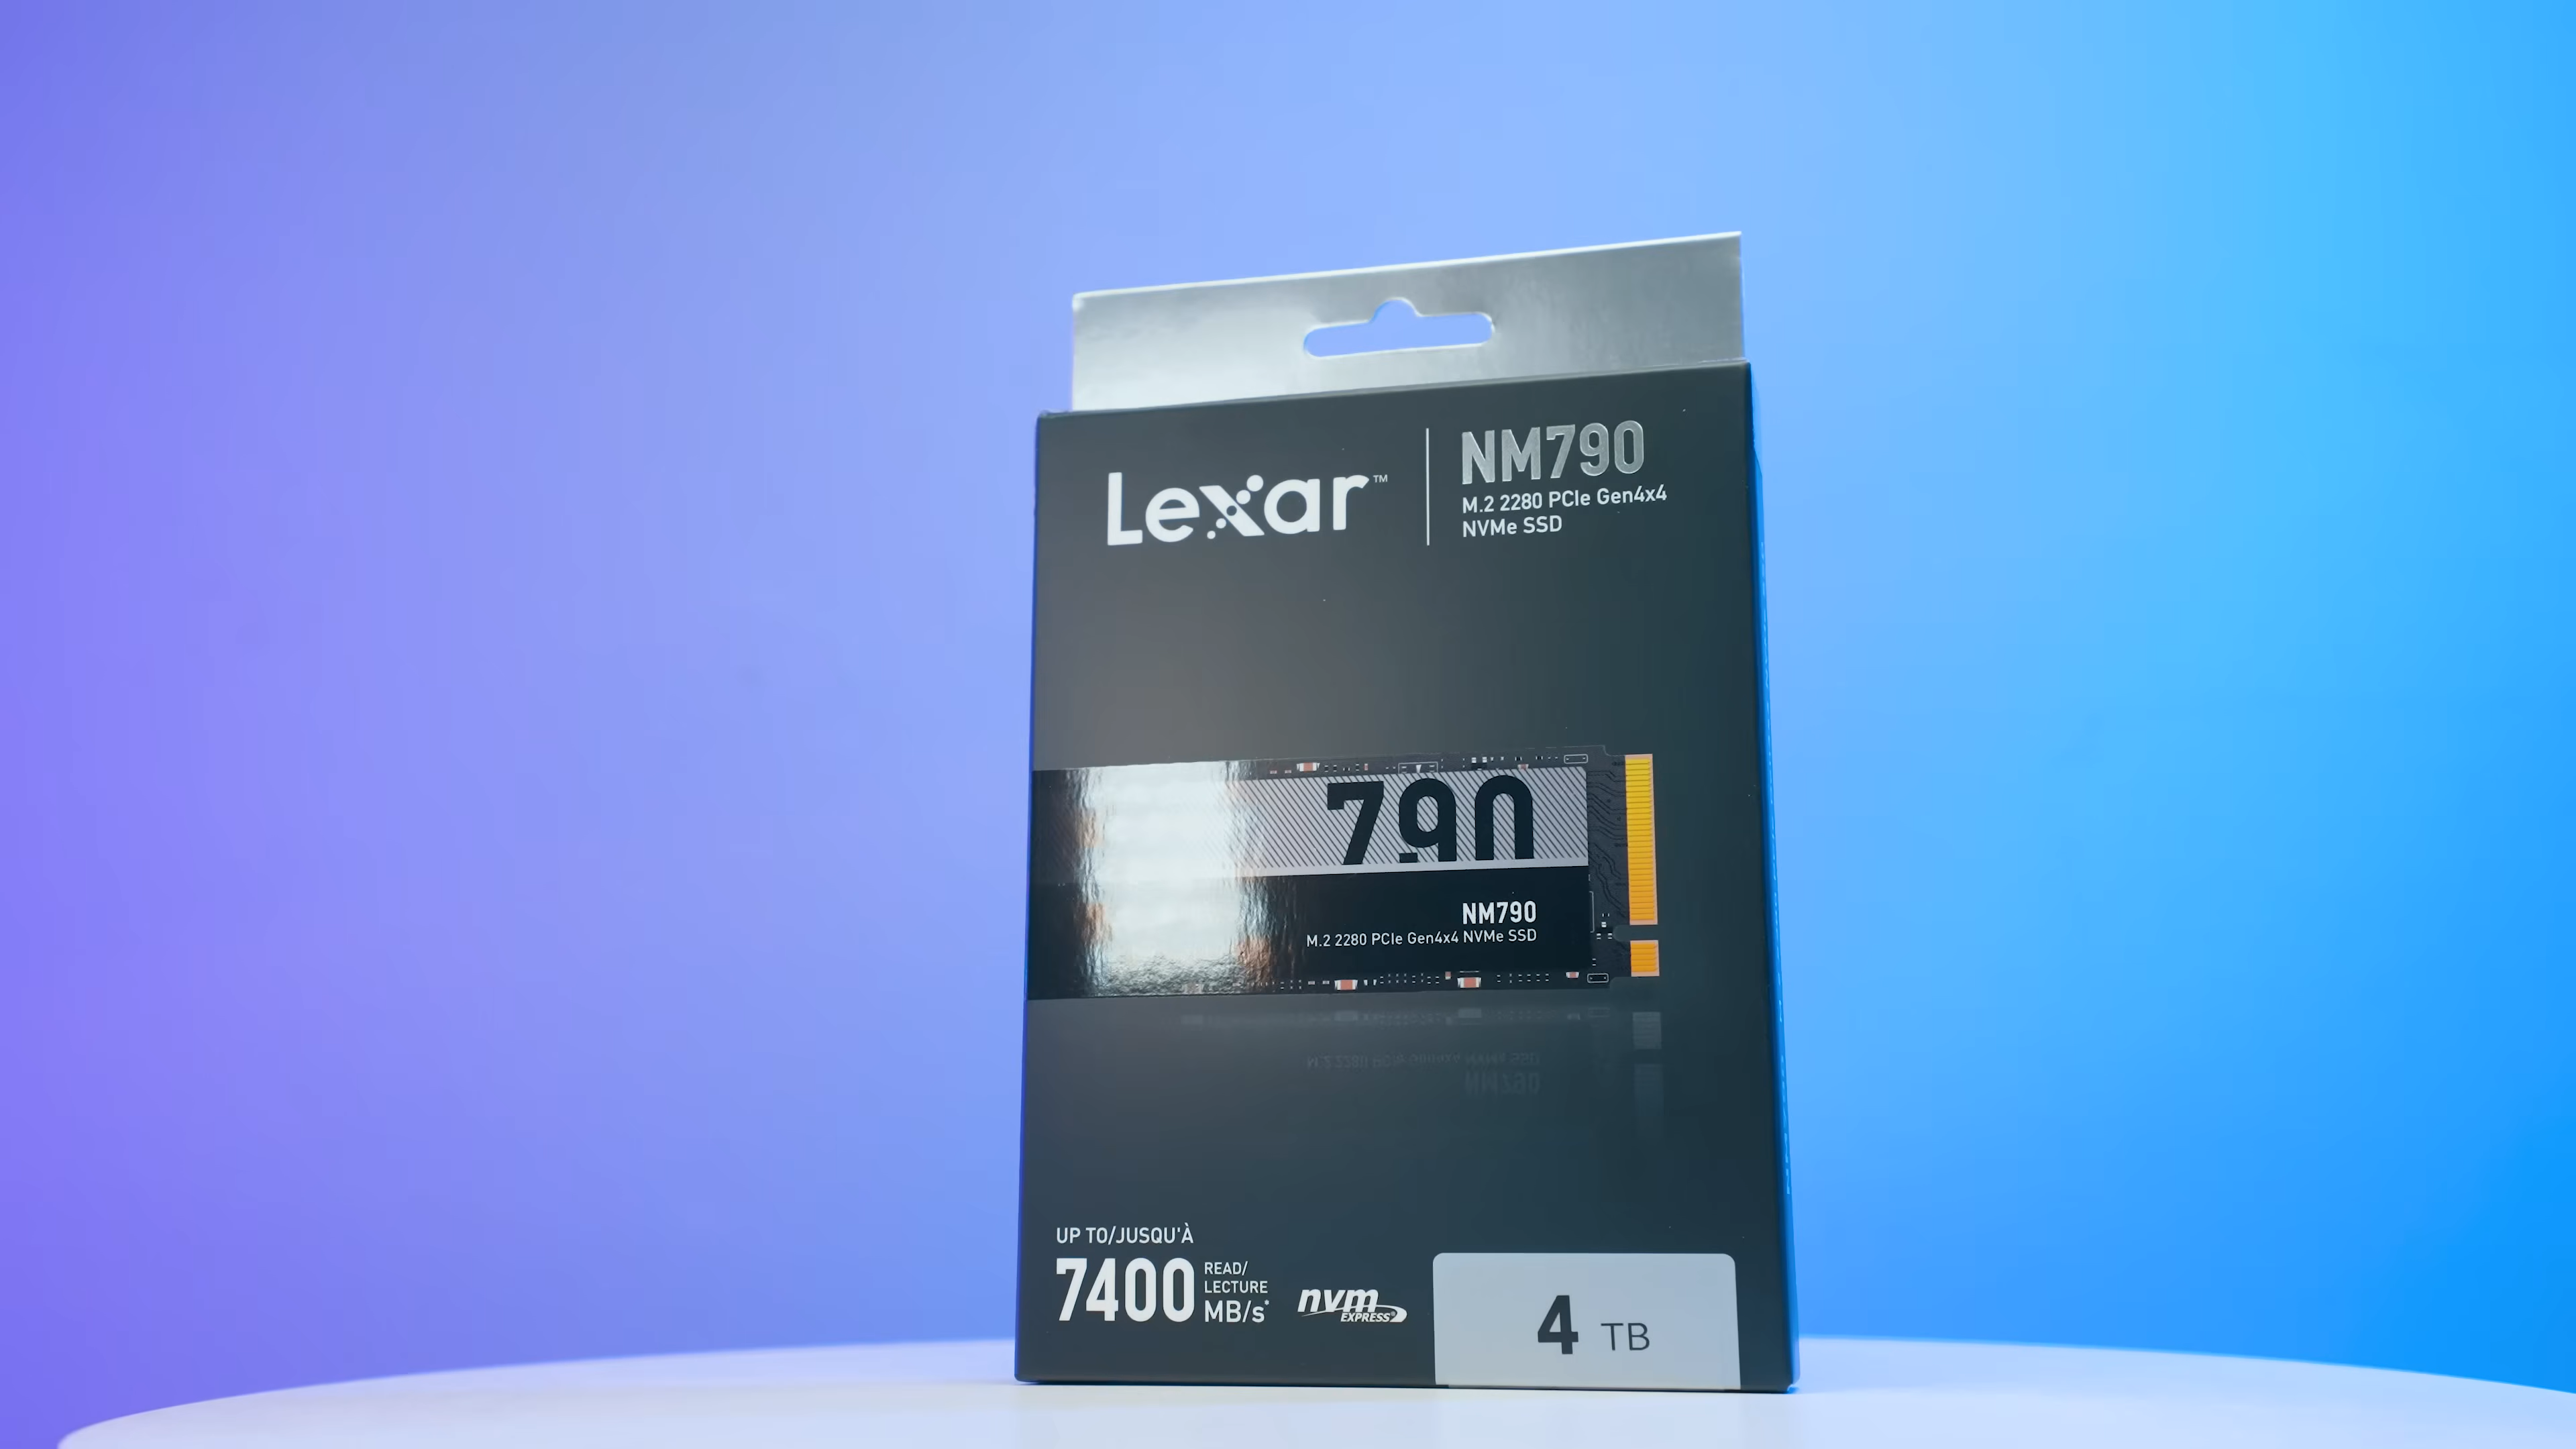 Lexar™
NM790
M.2 2280 PCIe Gen4x4
NVMe SSD
790
NM790
M.2 2280 PCIe Gen4x4 NVMe SSD
UP TO/JUSQU'À
7400
READ/
LECTURE
MB/s*
nvm
EXPRESS®
4 TB